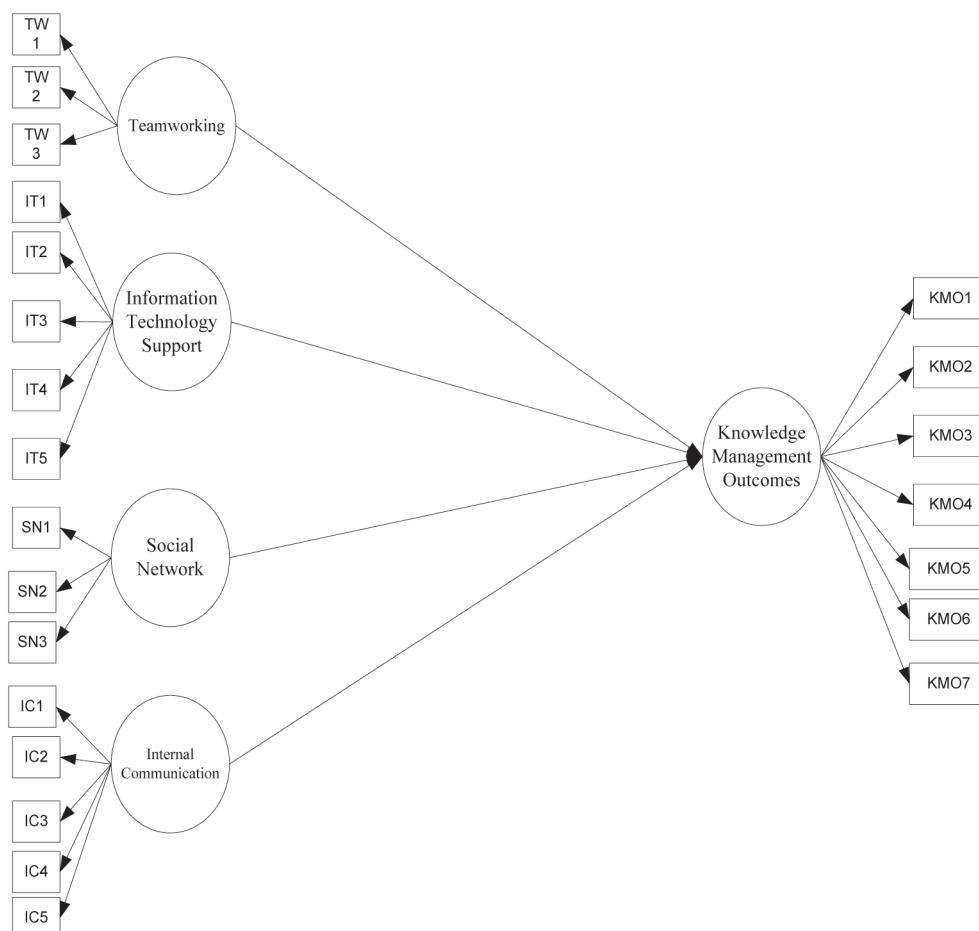 TW
1
TW
2
TW
3
Teamworking
IT1
IT2
IT3
IT4
IT5
Information
Technology
Support
SN1
SN2
SN3
Social
Network
IC1
IC2
IC3
IC4
IC5
Internal
Communication
Knowledge
Management
Outcomes
KMO1
KMO2
KMO3
KMO4
KMO5
KMO6
KMO7